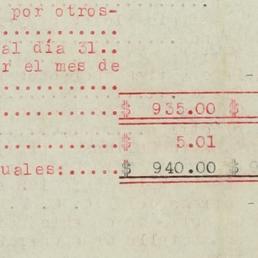 por otros-
..............
al día 31..
r el mes de
..............
.............. $ 935.00 $
.............. $ 5.01
uales:...... $ 940.00 $